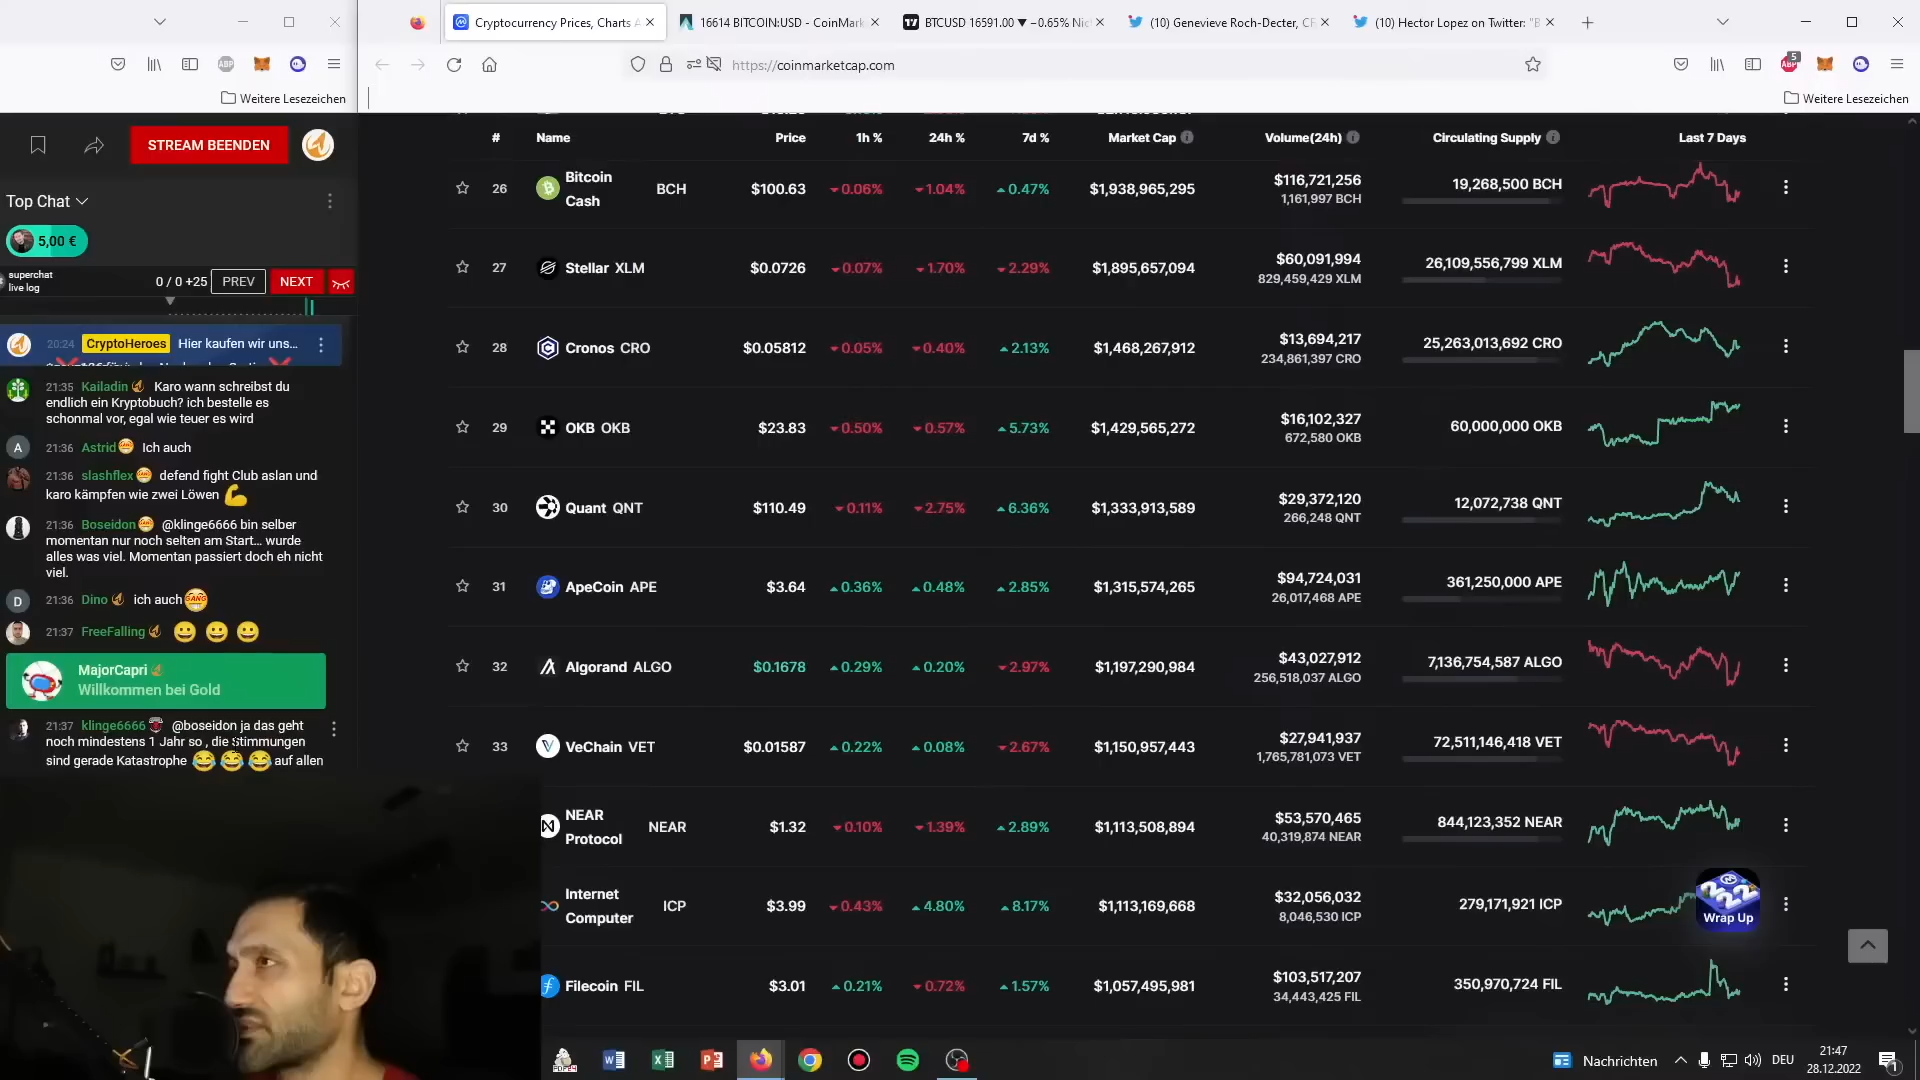 Cryptocurrency Prices, Charts A
16614 BITCOIN:USD - CoinMark
BTCUSD 16591.00 ▼ −0.65% Nic
(10) Genevieve Roch-Decter, CF
(10) Hector Lopez on Twitter: "B
https://coinmarketcap.com
Weitere Lesezeichen
Weitere Lesezeichen
STREAM BEENDEN
Top Chat
5,00 €
superchat
live log
0 / 0 +25 PREV NEXT
20:24 CryptoHeroes Hier kaufen wir uns...
21:35 Kailadin Karo wann schreibst du
endlich ein Kryptobuch? ich bestelle es
schonmal vor, egal wie teuer es wird
A 21:36 Astrid Ich auch
21:36 slashflex defend fight Club aslan und
karo kämpfen wie zwei Löwen 💪
21:36 Boseidon @klinge6666 bin selber
momentan nur noch selten am Start... wurde
alles was viel. Momentan passiert doch eh nicht
viel.
D 21:36 Dino ich auch
21:37 FreeFalling 😀 😀 😀
MajorCapri
Willkommen bei Gold
21:37 klinge6666 @boseidon ja das geht
noch mindestens 1 Jahr so , die Stimmungen
sind gerade Katastrophe 😂 😂 😂 auf allen
# Name Price 1h % 24h % 7d % Market Cap Volume(24h) Circulating Supply Last 7 Days
26 Bitcoin Cash BCH $100.63 0.06% 1.04% 0.47% $1,938,965,295 $116,721,256 19,268,500 BCH
1,161,997 BCH
27 Stellar XLM $0.0726 0.07% 1.70% 2.29% $1,895,657,094 $60,091,994 26,109,556,799 XLM
829,459,429 XLM
28 Cronos CRO $0.05812 0.05% 0.40% 2.13% $1,468,267,912 $13,694,217 25,263,013,692 CRO
234,861,397 CRO
29 OKB OKB $23.83 0.50% 0.57% 5.73% $1,429,565,272 $16,102,327 60,000,000 OKB
672,580 OKB
30 Quant QNT $110.49 0.11% 2.75% 6.36% $1,333,913,589 $29,372,120 12,072,738 QNT
266,248 QNT
31 ApeCoin APE $3.64 0.36% 0.48% 2.85% $1,315,574,265 $94,724,031 361,250,000 APE
26,017,468 APE
32 Algorand ALGO $0.1678 0.29% 0.20% 2.97% $1,197,290,984 $43,027,912 7,136,754,587 ALGO
256,518,037 ALGO
33 VeChain VET $0.01587 0.22% 0.08% 2.67% $1,150,957,443 $27,941,937 72,511,146,418 VET
1,765,781,073 VET
NEAR Protocol NEAR $1.32 0.10% 1.39% 2.89% $1,113,508,894 $53,570,465 844,123,352 NEAR
40,319,874 NEAR
Internet Computer ICP $3.99 0.43% 4.80% 8.17% $1,113,169,668 $32,056,032 279,171,921 ICP
8,046,530 ICP
Filecoin FIL $3.01 0.21% 0.72% 1.57% $1,057,495,981 $103,517,207 350,970,724 FIL
34,443,425 FIL
Wrap Up
Nachrichten
DEU
21:47
28.12.2022